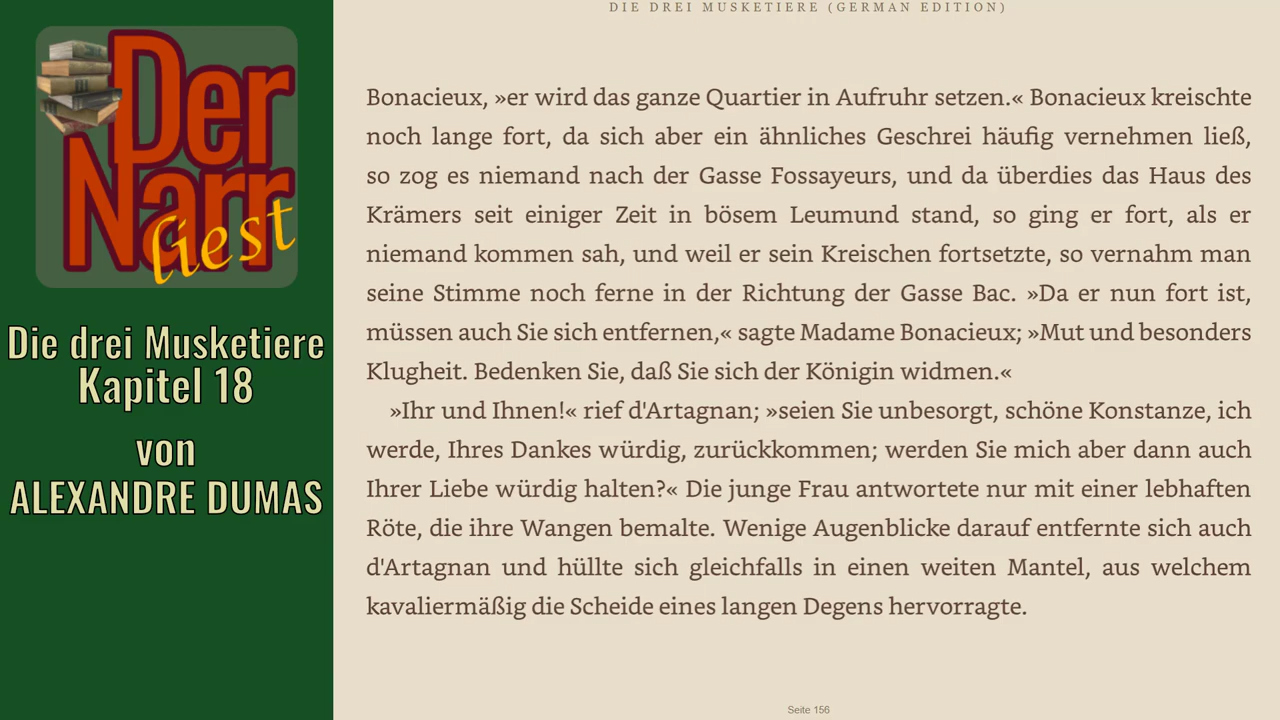 Der
Narr
liest
Die drei Musketiere
Kapitel 18
von
ALEXANDRE DUMAS
DIE DREI MUSKETIERE (GERMAN EDITION)
Bonacieux, »er wird das ganze Quartier in Aufruhr setzen.« Bonacieux kreischte
noch lange fort, da sich aber ein ähnliches Geschrei häufig vernehmen ließ,
so zog es niemand nach der Gasse Fossayeurs, und da überdies das Haus des
Krämers seit einiger Zeit in bösem Leumund stand, so ging er fort, als er
niemand kommen sah, und weil er sein Kreischen fortsetzte, so vernahm man
seine Stimme noch ferne in der Richtung der Gasse Bac. »Da er nun fort ist,
müssen auch Sie sich entfernen,« sagte Madame Bonacieux; »Mut und besonders
Klugheit. Bedenken Sie, daß Sie sich der Königin widmen.«
»Ihr und Ihnen!« rief d'Artagnan; »seien Sie unbesorgt, schöne Konstanze, ich
werde, Ihres Dankes würdig, zurückkommen; werden Sie mich aber dann auch
Ihrer Liebe würdig halten?« Die junge Frau antwortete nur mit einer lebhaften
Röte, die ihre Wangen bemalte. Wenige Augenblicke darauf entfernte sich auch
d'Artagnan und hüllte sich gleichfalls in einen weiten Mantel, aus welchem
kavaliermäßig die Scheide eines langen Degens hervorragte.
Seite 156